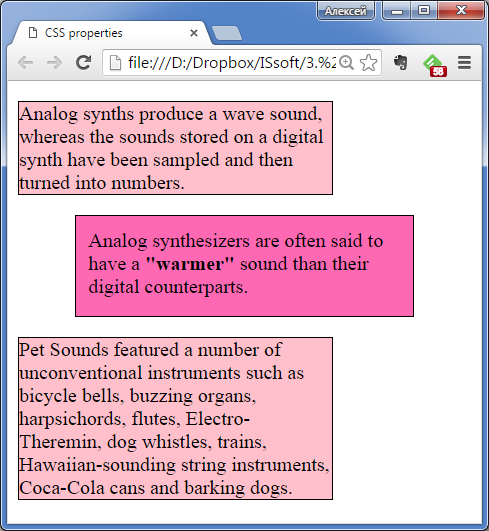 Алексей
CSS properties
file:///D:/Dropbox/ISsoft/3.%2
58
Analog synths produce a wave sound,
whereas the sounds stored on a digital
synth have been sampled and then
turned into numbers.
Analog synthesizers are often said to
have a "warmer" sound than their
digital counterparts.
Pet Sounds featured a number of
unconventional instruments such as
bicycle bells, buzzing organs,
harpsichords, flutes, Electro-
Theremin, dog whistles, trains,
Hawaiian-sounding string instruments,
Coca-Cola cans and barking dogs.